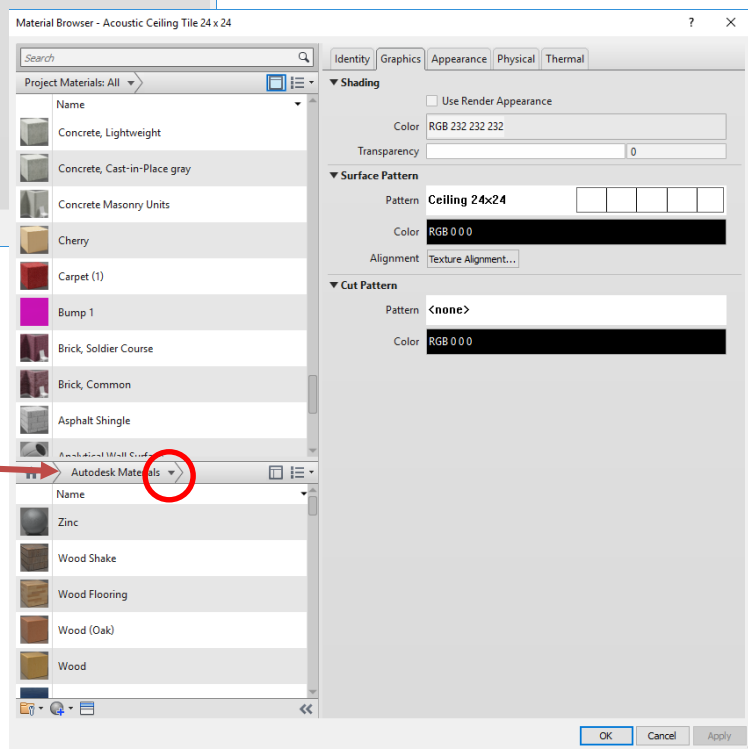 Material Browser - Acoustic Ceiling Tile 24 x 24
?
Search
Project Materials: All
Name
Concrete, Lightweight
Concrete, Cast-in-Place gray
Concrete Masonry Units
Cherry
Carpet (1)
Bump 1
Brick, Soldier Course
Brick, Common
Asphalt Shingle
Analytical Wall Surface
Autodesk Materials
Name
Zinc
Wood Shake
Wood Flooring
Wood (Oak)
Wood
Identity Graphics Appearance Physical Thermal
Shading
Use Render Appearance
Color RGB 232 232 232
Transparency 0
Surface Pattern
Pattern Ceiling 24x24
Color RGB 0 0 0
Alignment Texture Alignment...
Cut Pattern
Pattern <none>
Color RGB 0 0 0
OK Cancel Apply